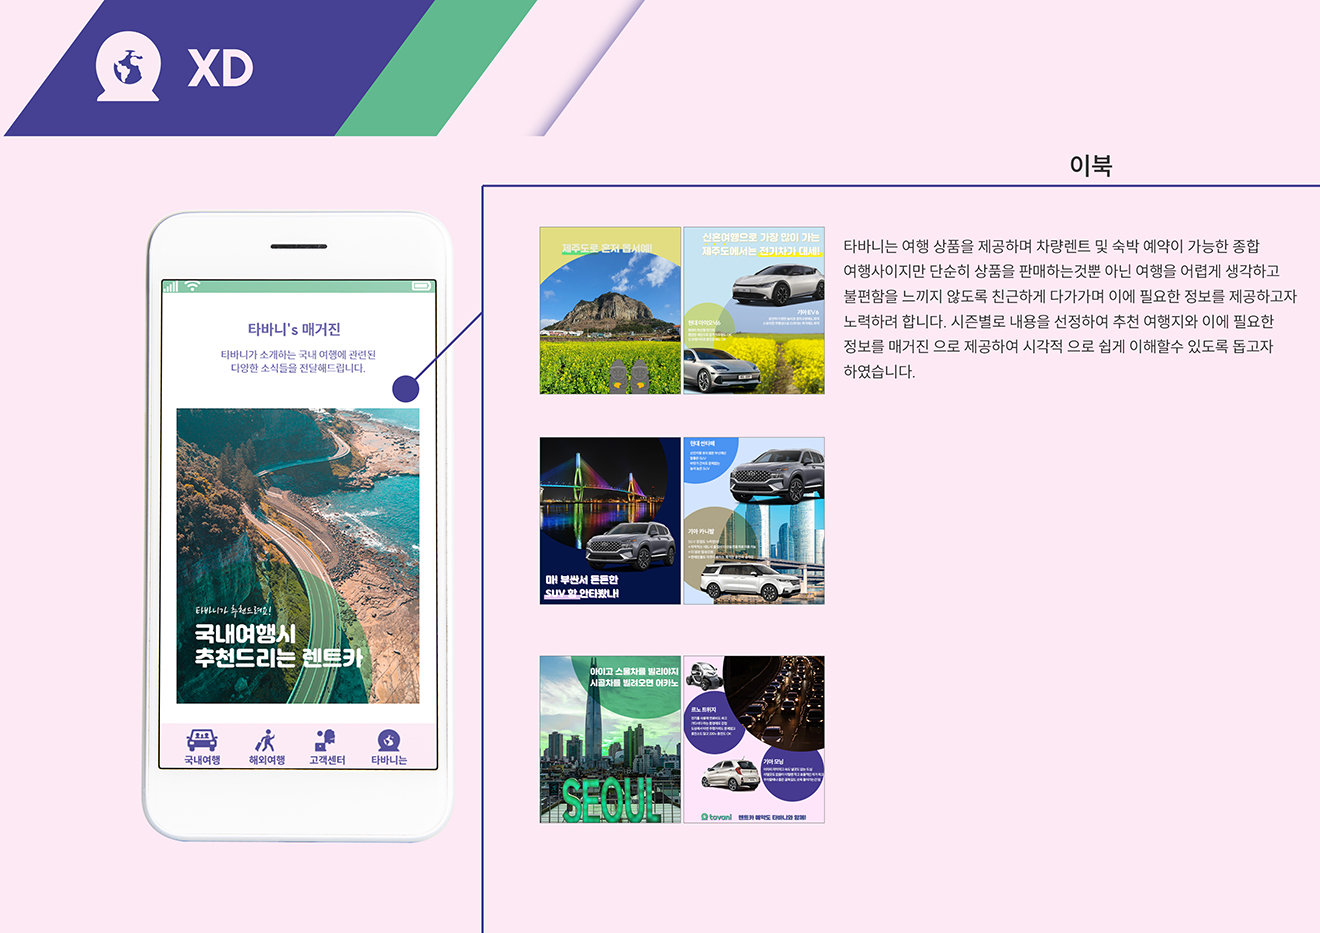 XD
이북
타바니's 매거진
타바니가 소개하는 국내 여행에 관련된
다양한 소식들을 전달해드립니다.
타바니가 추천드려요!
국내여행시
추천드리는 렌트카
국내여행
해외여행
고객센터
타바니는
제주도로 혼저 옵서예!
신혼여행으로 가장 많이 가는
제주도에서는 전기차가 대세!
기아 EV 6
현대 아이오닉6
마! 부싼서 튼튼한
SUV 함 안타봤나!
현대 싼타페
기아 카니발
아이고 스울차를 빌리야지
시골차를 빌려오면 어카노
SEOUL
르노 트위지
기아 모닝
tavani 렌트카 예약도 타바니와 함께!
타바니는 여행 상품을 제공하며 차량렌트 및 숙박 예약이 가능한 종합
여행사이지만 단순히 상품을 판매하는것뿐 아닌 여행을 어렵게 생각하고
불편함을 느끼지 않도록 친근하게 다가가며 이에 필요한 정보를 제공하고자
노력하려 합니다. 시즌별로 내용을 선정하여 추천 여행지와 이에 필요한
정보를 매거진 으로 제공하여 시각적 으로 쉽게 이해할수 있도록 돕고자
하였습니다.